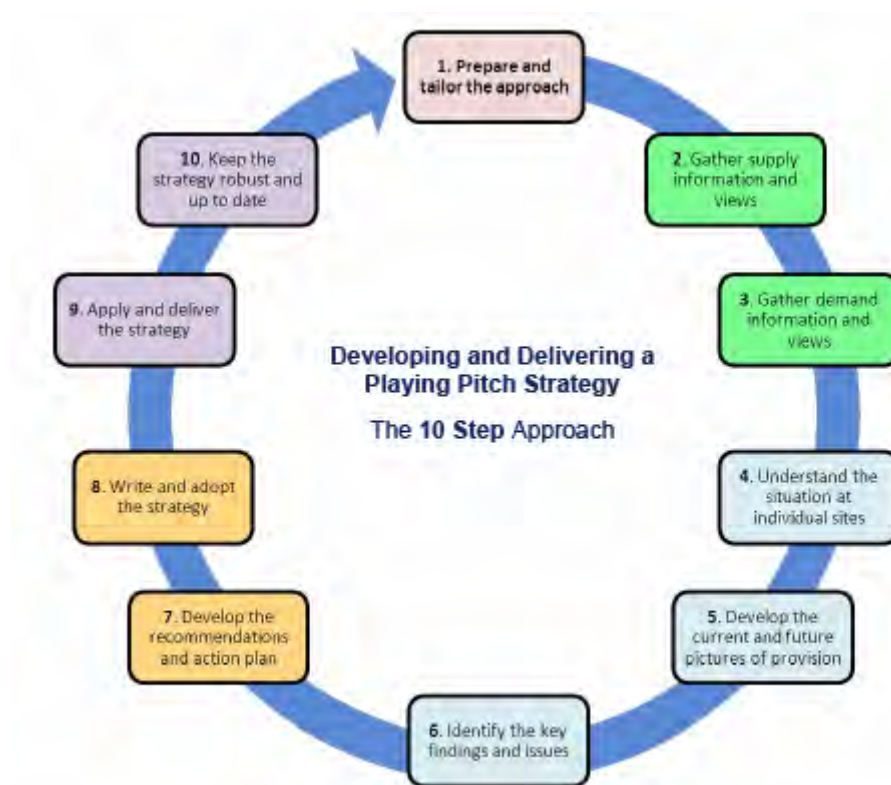 1. Prepare and
tailor the approach
2. Gather supply
information and
views
3. Gather demand
information and
views
4. Understand the
situation at
individual sites
5. Develop the
current and future
pictures of provision
6. Identify the key
findings and issues
7. Develop the
recommendations
and action plan
8. Write and adopt
the strategy
9. Apply and deliver
the strategy
10. Keep the
strategy robust and
up to date
Developing and Delivering a
Playing Pitch Strategy
The 10 Step Approach